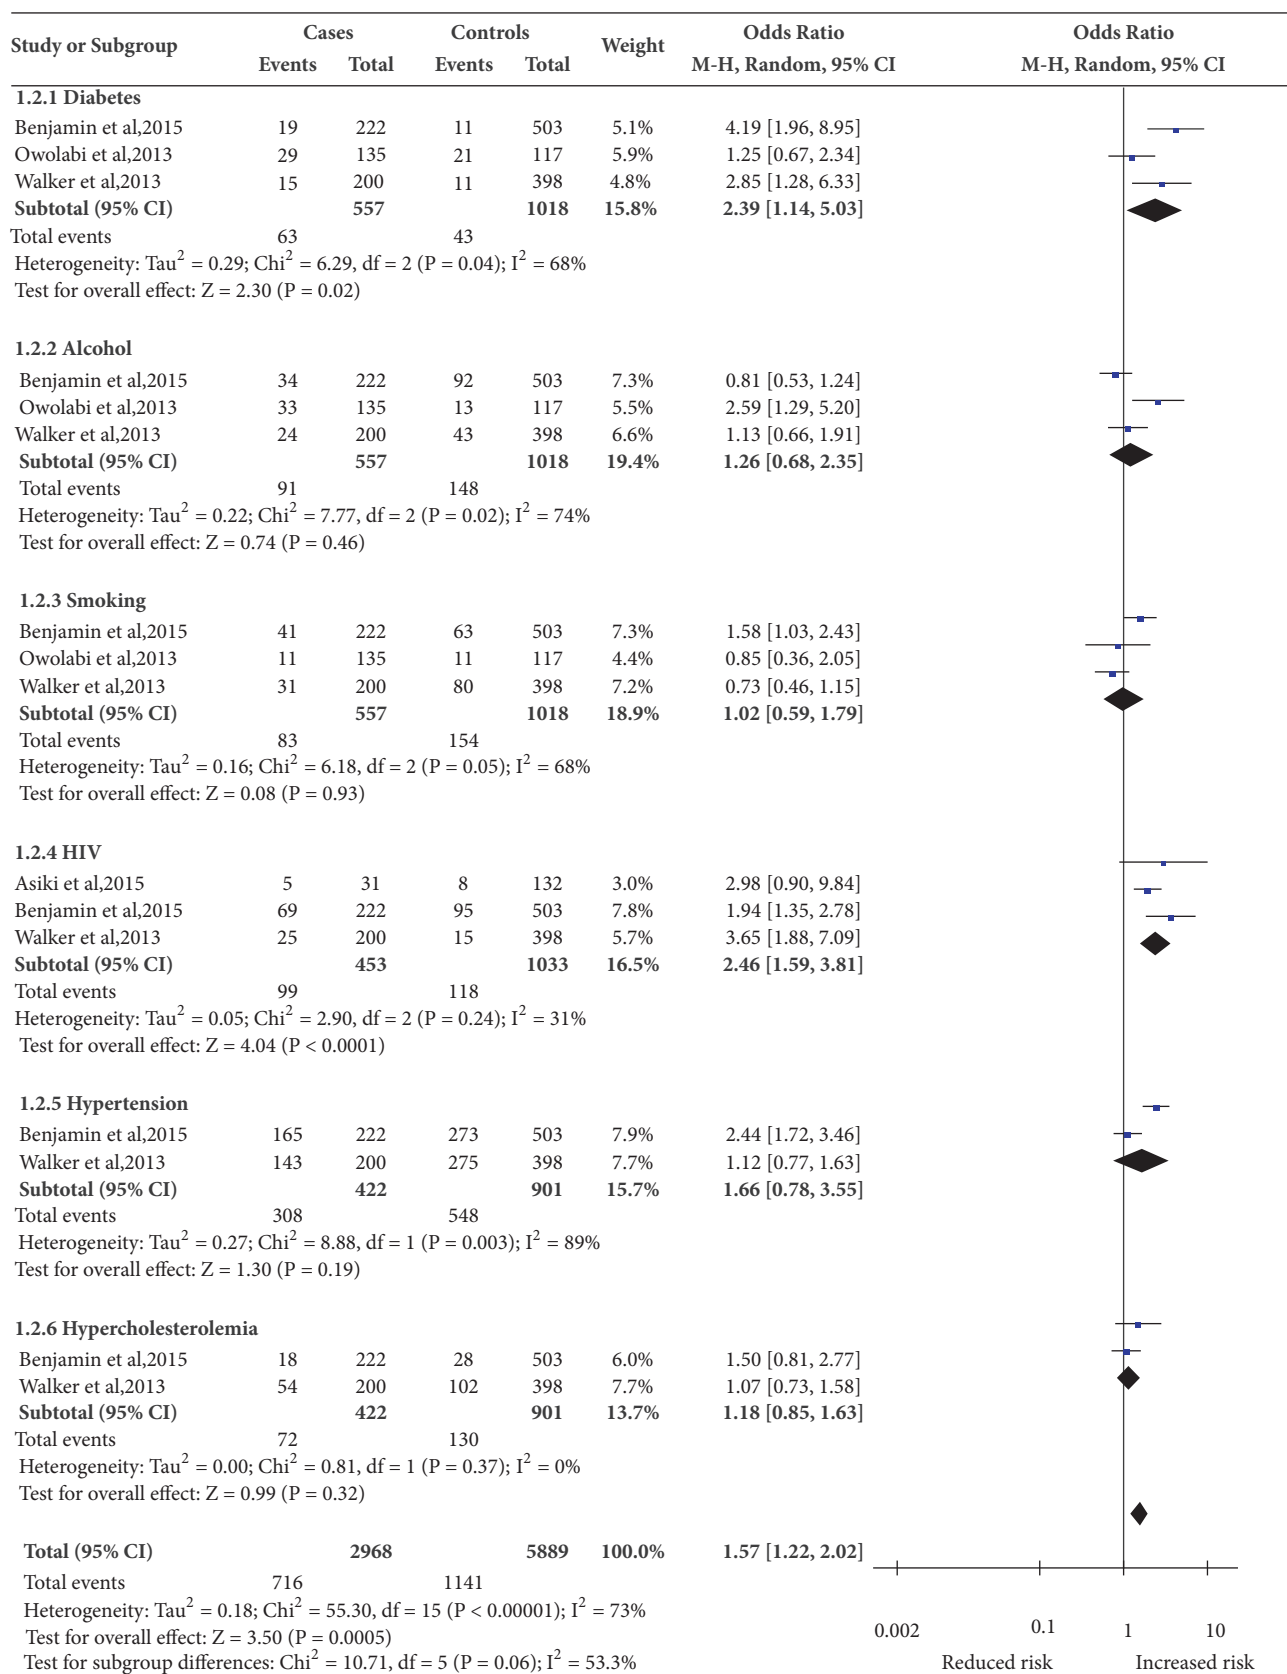 Study or Subgroup Cases Controls Weight Odds Ratio Odds Ratio
Events Total Events Total M-H, Random, 95% CI M-H, Random, 95% CI
1.2.1 Diabetes
Benjamin et al,2015 19 222 11 503 5.1% 4.19 [1.96, 8.95]
Owolabi et al,2013 29 135 21 117 5.9% 1.25 [0.67, 2.34]
Walker et al,2013 15 200 11 398 4.8% 2.85 [1.28, 6.33]
Subtotal (95% CI) 557 1018 15.8% 2.39 [1.14, 5.03]
Total events 63 43
Heterogeneity: Tau² = 0.29; Chi² = 6.29, df = 2 (P = 0.04); I² = 68%
Test for overall effect: Z = 2.30 (P = 0.02)
1.2.2 Alcohol
Benjamin et al,2015 34 222 92 503 7.3% 0.81 [0.53, 1.24]
Owolabi et al,2013 33 135 13 117 5.5% 2.59 [1.29, 5.20]
Walker et al,2013 24 200 43 398 6.6% 1.13 [0.66, 1.91]
Subtotal (95% CI) 557 1018 19.4% 1.26 [0.68, 2.35]
Total events 91 148
Heterogeneity: Tau² = 0.22; Chi² = 7.77, df = 2 (P = 0.02); I² = 74%
Test for overall effect: Z = 0.74 (P = 0.46)
1.2.3 Smoking
Benjamin et al,2015 41 222 63 503 7.3% 1.58 [1.03, 2.43]
Owolabi et al,2013 11 135 11 117 4.4% 0.85 [0.36, 2.05]
Walker et al,2013 31 200 80 398 7.2% 0.73 [0.46, 1.15]
Subtotal (95% CI) 557 1018 18.9% 1.02 [0.59, 1.79]
Total events 83 154
Heterogeneity: Tau² = 0.16; Chi² = 6.18, df = 2 (P = 0.05); I² = 68%
Test for overall effect: Z = 0.08 (P = 0.93)
1.2.4 HIV
Asiki et al,2015 5 31 8 132 3.0% 2.98 [0.90, 9.84]
Benjamin et al,2015 69 222 95 503 7.8% 1.94 [1.35, 2.78]
Walker et al,2013 25 200 15 398 5.7% 3.65 [1.88, 7.09]
Subtotal (95% CI) 453 1033 16.5% 2.46 [1.59, 3.81]
Total events 99 118
Heterogeneity: Tau² = 0.05; Chi² = 2.90, df = 2 (P = 0.24); I² = 31%
Test for overall effect: Z = 4.04 (P < 0.0001)
1.2.5 Hypertension
Benjamin et al,2015 165 222 273 503 7.9% 2.44 [1.72, 3.46]
Walker et al,2013 143 200 275 398 7.7% 1.12 [0.77, 1.63]
Subtotal (95% CI) 422 901 15.7% 1.66 [0.78, 3.55]
Total events 308 548
Heterogeneity: Tau² = 0.27; Chi² = 8.88, df = 1 (P = 0.003); I² = 89%
Test for overall effect: Z = 1.30 (P = 0.19)
1.2.6 Hypercholesterolemia
Benjamin et al,2015 18 222 28 503 6.0% 1.50 [0.81, 2.77]
Walker et al,2013 54 200 102 398 7.7% 1.07 [0.73, 1.58]
Subtotal (95% CI) 422 901 13.7% 1.18 [0.85, 1.63]
Total events 72 130
Heterogeneity: Tau² = 0.00; Chi² = 0.81, df = 1 (P = 0.37); I² = 0%
Test for overall effect: Z = 0.99 (P = 0.32)
Total (95% CI) 2968 5889 100.0% 1.57 [1.22, 2.02]
Total events 716 1141
Heterogeneity: Tau² = 0.18; Chi² = 55.30, df = 15 (P < 0.00001); I² = 73%
Test for overall effect: Z = 3.50 (P = 0.0005) 0.002 0.1 1 10
Test for subgroup differences: Chi² = 10.71, df = 5 (P = 0.06); I² = 53.3% Reduced risk Increased risk